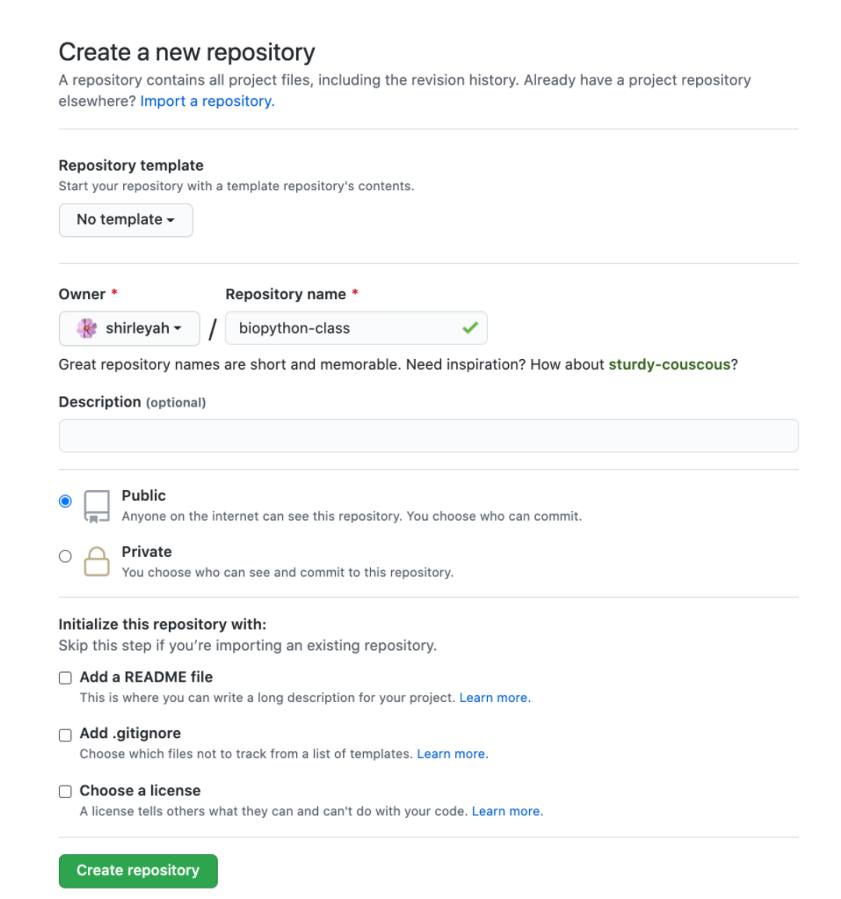 Create a new repository
A repository contains all project files, including the revision history. Already have a project repository
elsewhere? Import a repository.
Repository template
Start your repository with a template repository's contents.
No template
Owner * Repository name *
shirleyah / biopython-class
Great repository names are short and memorable. Need inspiration? How about sturdy-couscous?
Description (optional)
Public
Anyone on the internet can see this repository. You choose who can commit.
Private
You choose who can see and commit to this repository.
Initialize this repository with:
Skip this step if you’re importing an existing repository.
Add a README file
This is where you can write a long description for your project. Learn more.
Add .gitignore
Choose which files not to track from a list of templates. Learn more.
Choose a license
A license tells others what they can and can't do with your code. Learn more.
Create repository